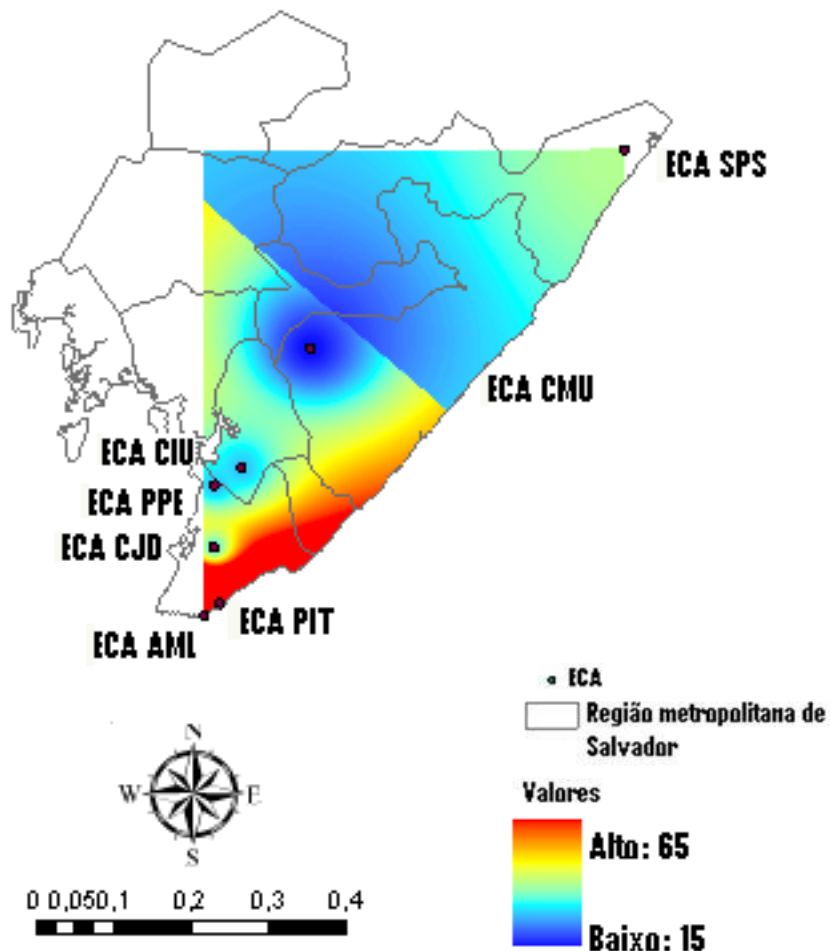 ECA SPS
ECA CMU
ECA CIU
ECA PPE
ECA CJD
ECA PIT
ECA AML
ECA
Região metropolitana de
Salvador
N
W E
S
Valores
Alto: 65
Baixo: 15
0 0,050,1 0,2 0,3 0,4